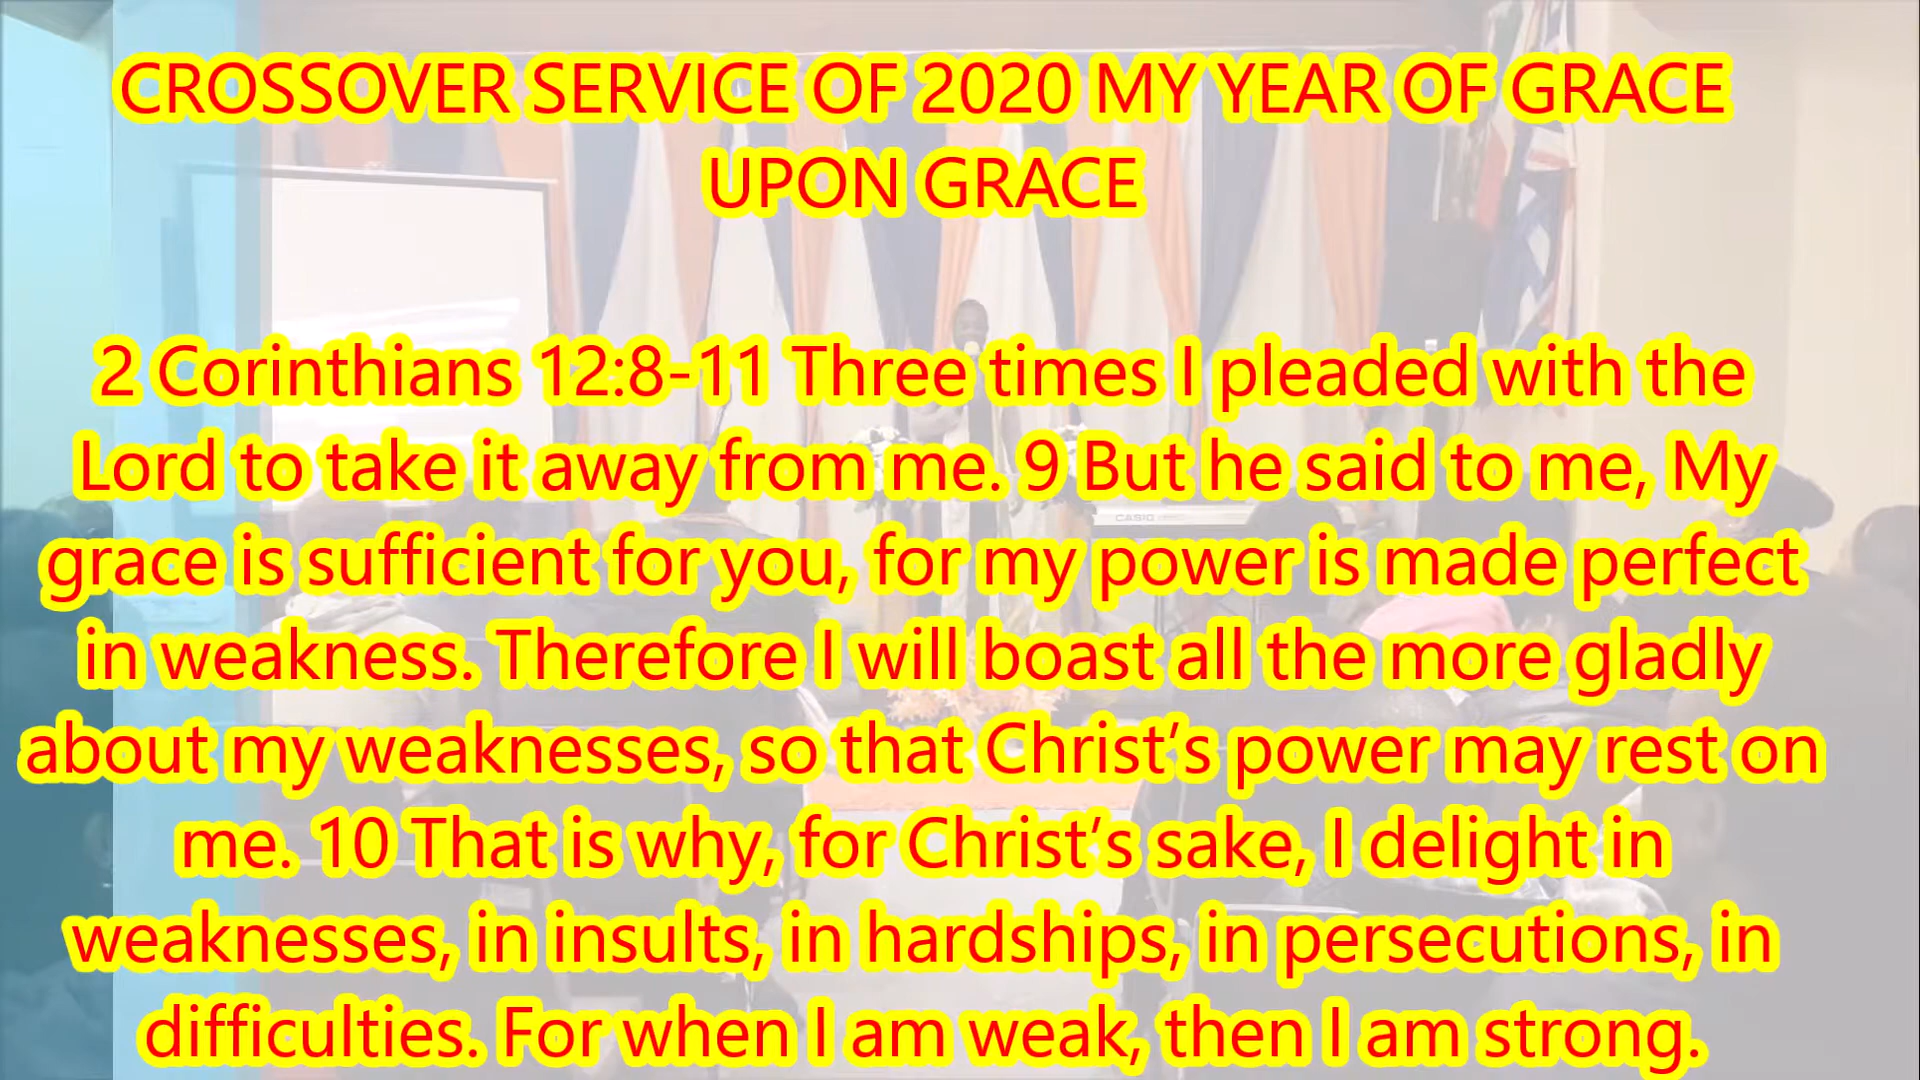 CROSSOVER SERVICE OF 2020 MY YEAR OF GRACE
UPON GRACE
2 Corinthians 12:8-11 Three times I pleaded with the
Lord to take it away from me. 9 But he said to me, My
grace is sufficient for you, for my power is made perfect
in weakness. Therefore I will boast all the more gladly
about my weaknesses, so that Christ’s power may rest on
me. 10 That is why, for Christ’s sake, I delight in
weaknesses, in insults, in hardships, in persecutions, in
difficulties. For when I am weak, then I am strong.
CASIO